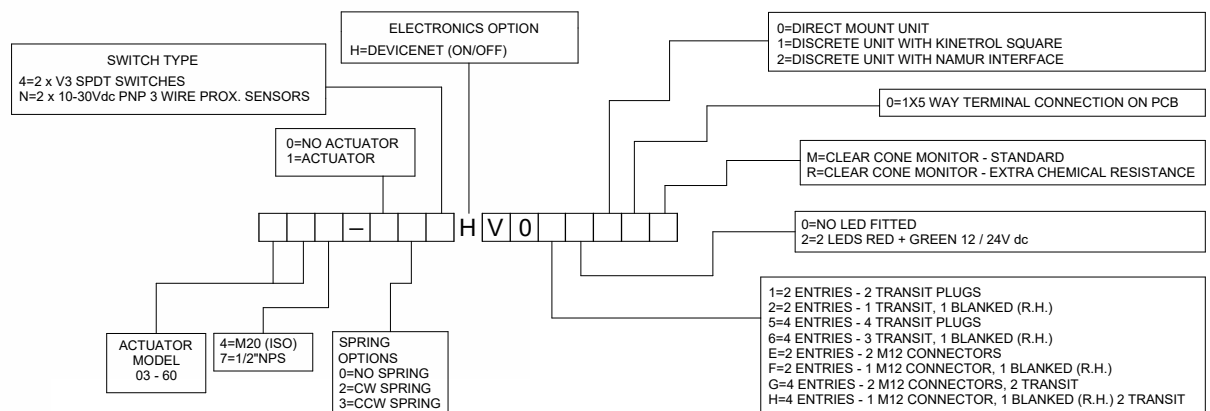 ELECTRONICS OPTION
H=DEVICENET (ON/OFF)
0=DIRECT MOUNT UNIT
1=DISCRETE UNIT WITH KINETROL SQUARE
2=DISCRETE UNIT WITH NAMUR INTERFACE
SWITCH TYPE
4=2 x V3 SPDT SWITCHES
N=2 x 10-30Vdc PNP 3 WIRE PROX. SENSORS
0=1X5 WAY TERMINAL CONNECTION ON PCB
0=NO ACTUATOR
1=ACTUATOR
M=CLEAR CONE MONITOR - STANDARD
R=CLEAR CONE MONITOR - EXTRA CHEMICAL RESISTANCE
– H V 0
0=NO LED FITTED
2=2 LEDS RED + GREEN 12 / 24V dc
ACTUATOR
MODEL
03 - 60
4=M20 (ISO)
7=1/2"NPS
SPRING
OPTIONS
0=NO SPRING
2=CW SPRING
3=CCW SPRING
1=2 ENTRIES - 2 TRANSIT PLUGS
2=2 ENTRIES - 1 TRANSIT, 1 BLANKED (R.H.)
5=4 ENTRIES - 4 TRANSIT PLUGS
6=4 ENTRIES - 3 TRANSIT, 1 BLANKED (R.H.)
E=2 ENTRIES - 2 M12 CONNECTORS
F=2 ENTRIES - 1 M12 CONNECTOR, 1 BLANKED (R.H.)
G=4 ENTRIES - 2 M12 CONNECTORS, 2 TRANSIT
H=4 ENTRIES - 1 M12 CONNECTOR, 1 BLANKED (R.H.) 2 TRANSIT